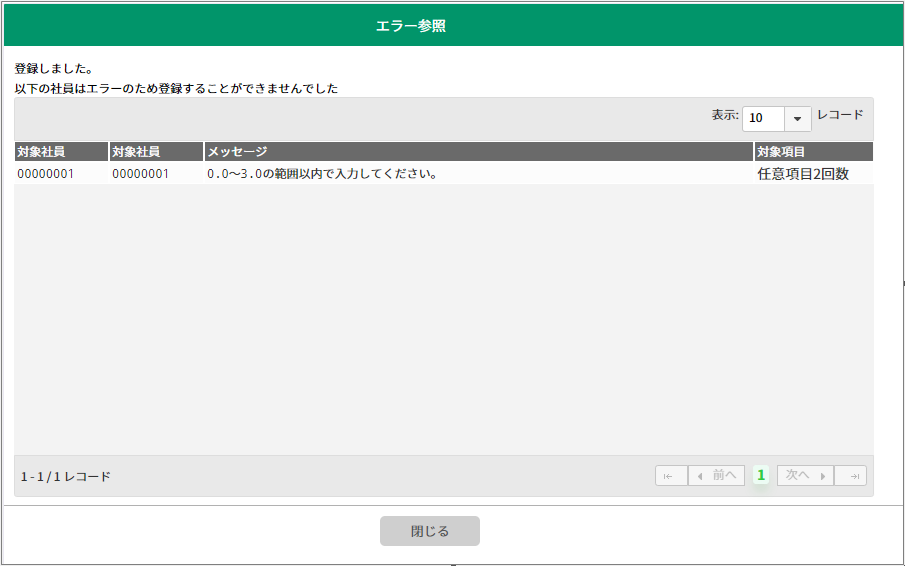 エラー参照
登録しました。
以下の社員はエラーのため登録することができませんでした
表示: 10 レコード
対象社員 対象社員 メッセージ 対象項目
00000001 00000001 0.0～3.0の範囲以内で入力してください。 任意項目2回数
1 - 1 / 1 レコード 前へ 1 次へ
閉じる